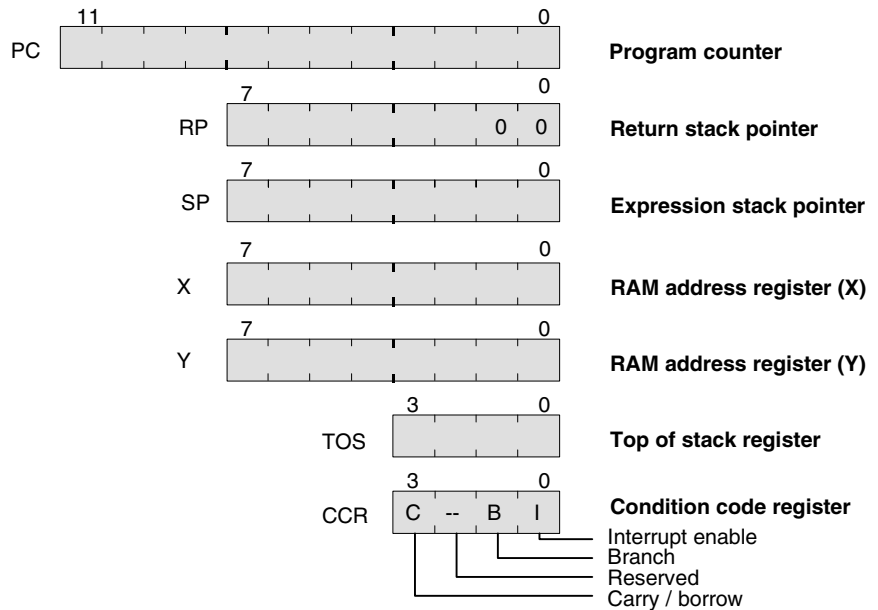 11 0
PC Program counter
7 0
RP 0 0 Return stack pointer
7 0
SP Expression stack pointer
7 0
X RAM address register (X)
7 0
Y RAM address register (Y)
3 0
TOS Top of stack register
3 0
CCR C -- B I Condition code register
Interrupt enable
Branch
Reserved
Carry / borrow